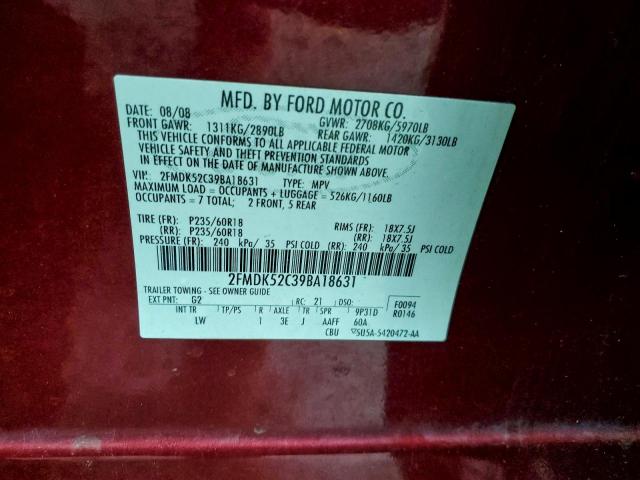 MFD. BY FORD MOTOR CO.
DATE: 08/08 GVWR: 2708KG/5970LB
FRONT GAWR: 1311KG/2890LB REAR GAWR: 1420KG/3130LB
THIS VEHICLE CONFORMS TO ALL APPLICABLE FEDERAL MOTOR
VEHICLE SAFETY AND THEFT PREVENTION STANDARDS
IN EFFECT ON THE DATE OF MANUFACTURE SHOWN ABOVE.
VIN: 2FMDK52C39BA18631 TYPE: MPV
MAXIMUM LOAD = OCCUPANTS + LUGGAGE = 526KG/1160LB
OCCUPANTS = 7 TOTAL; 2 FRONT, 5 REAR
TIRE (FR): P235/60R18 RIMS (FR): 18X7.5J
(RR): P235/60R18 (RR): 18X7.5J
PRESSURE (FR): 240 kPa/ 35 PSI COLD (RR): 240 kPa/ 35 PSI COLD
2FMDK52C39BA18631
TRAILER TOWING - SEE OWNER GUIDE
EXT PNT: G2 RC: 21 DSO: F0094
INT TR TP/PS R AXLE TR SPR 9P31D R0146
LW 1 3E J AAFF 60A
CBU 5U5A-5420472-AA